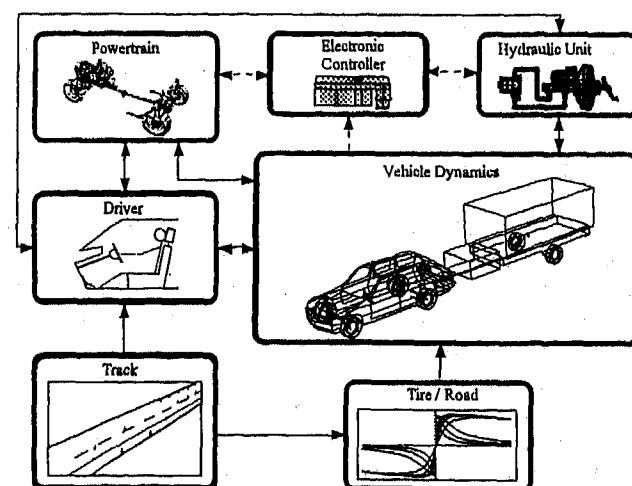 Powertrain
Electronic
Controller
Hydraulic Unit
Vehicle Dynamics
Driver
Track
Tire / Road